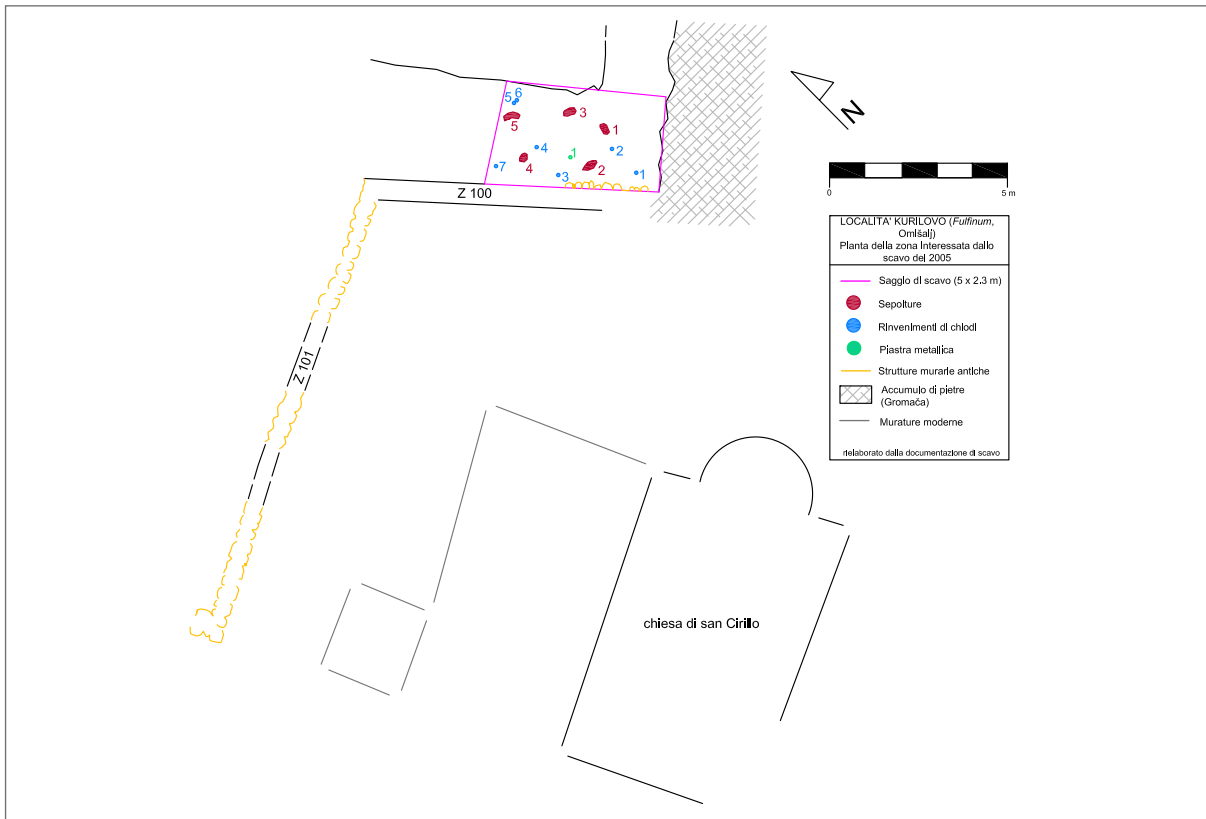 5 6
3
5
1
4
1
2
7
4
3
2
1
N
Z 100
0
5 m
LOCALITA' KURILOVO (Fulfinum,
Omišalj)
Pianta della zona interessata dallo
scavo del 2005
Saggio di scavo (5 x 2.3 m)
Sepolture
Rinvenimenti di chiodi
Piastra metallica
Strutture murarie antiche
Accumulo di pietre
(Gromača)
Murature moderne
rielaborato dalla documentazione di scavo
Z 101
chiesa di san Cirillo